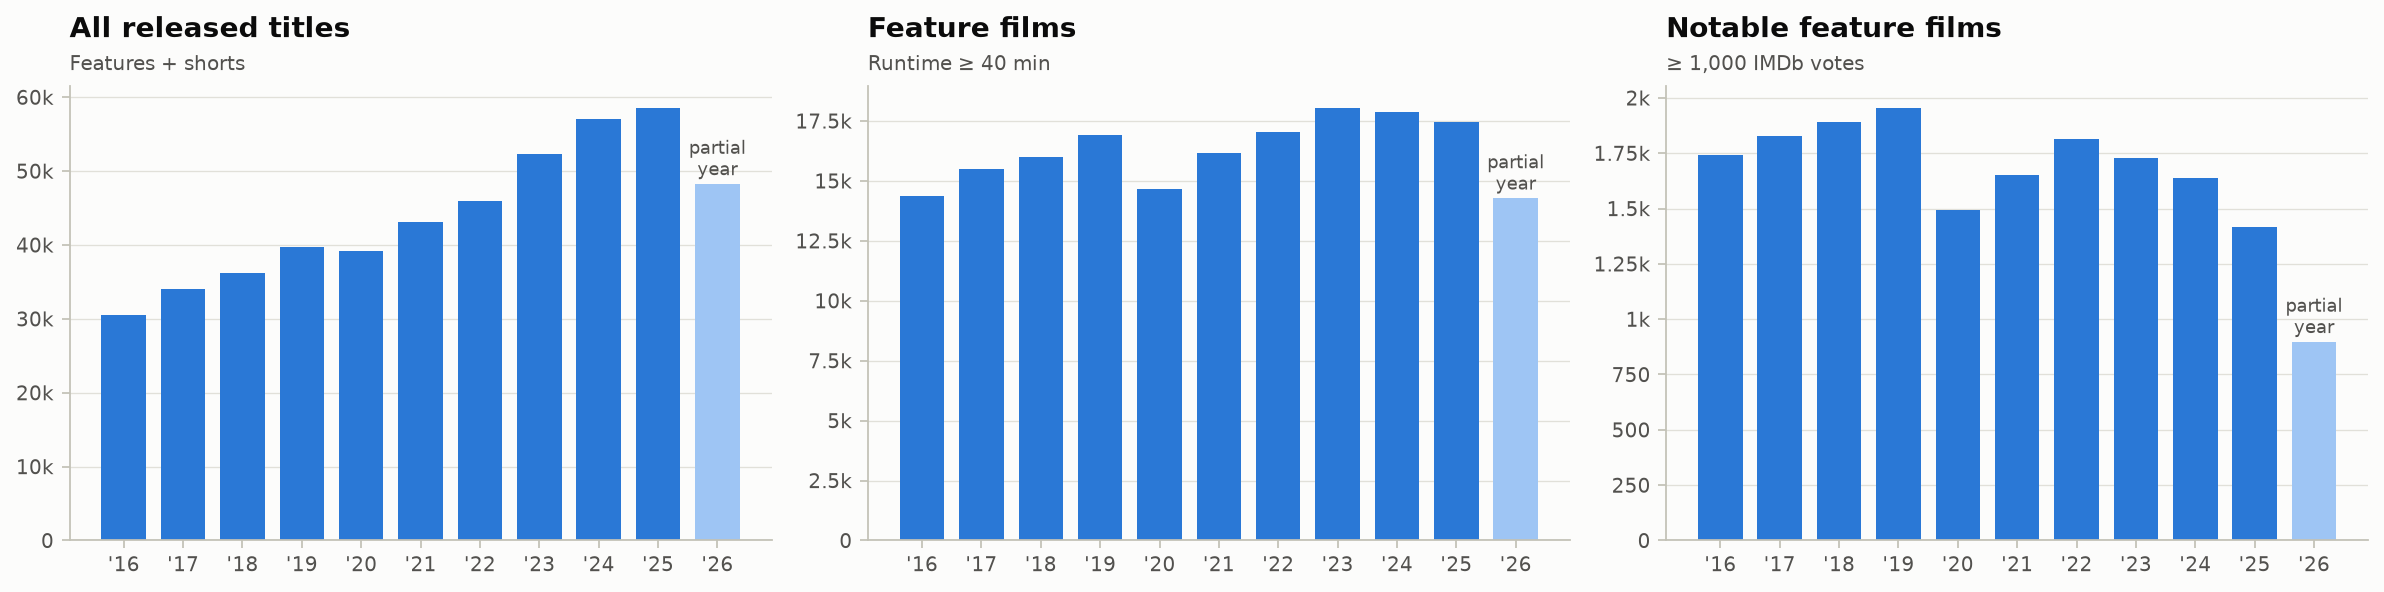 All released titles
Features + shorts
60k
50k
40k
30k
20k
10k
0
partial
year
'16 '17 '18 '19 '20 '21 '22 '23 '24 '25 '26
Feature films
Runtime ≥ 40 min
17.5k
15k
12.5k
10k
7.5k
5k
2.5k
0
partial
year
'16 '17 '18 '19 '20 '21 '22 '23 '24 '25 '26
Notable feature films
≥ 1,000 IMDb votes
2k
1.75k
1.5k
1.25k
1k
750
500
250
0
partial
year
'16 '17 '18 '19 '20 '21 '22 '23 '24 '25 '26